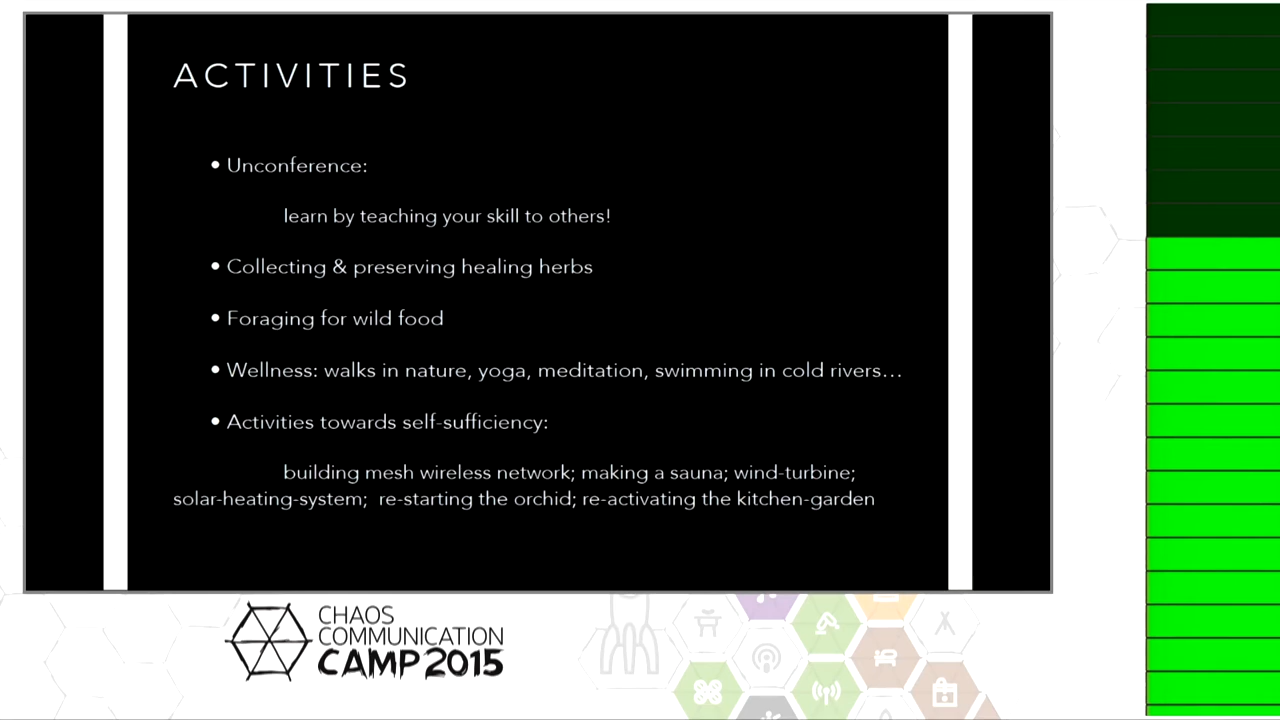 ACTIVITIES
• Unconference:
learn by teaching your skill to others!
• Collecting & preserving healing herbs
• Foraging for wild food
• Wellness: walks in nature, yoga, meditation, swimming in cold rivers…
• Activities towards self-sufficiency:
building mesh wireless network; making a sauna; wind-turbine;
solar-heating-system;  re-starting the orchid; re-activating the kitchen-garden
CHAOS
COMMUNICATION
CAMP 2015